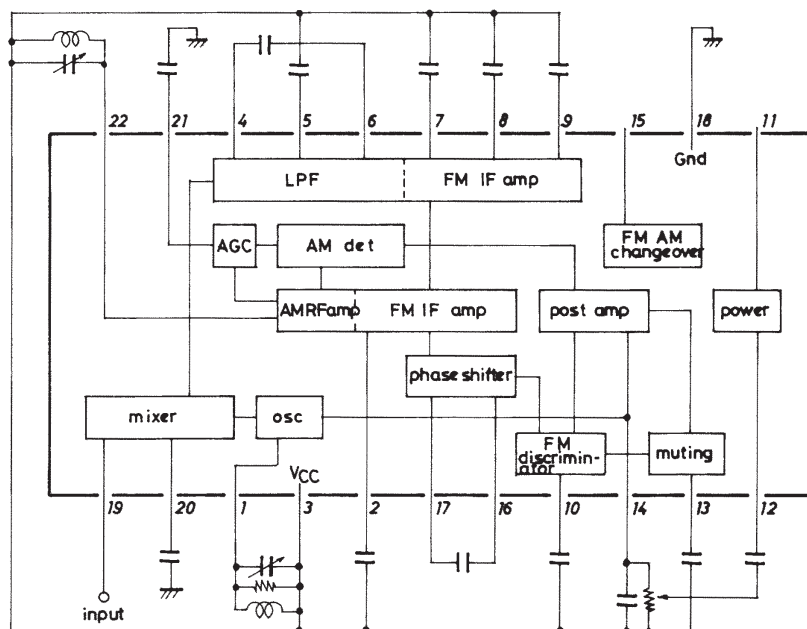 22 21 4 5 6 7 8 9 15 18 11
Gnd
LPF
FM IF amp
AGC
AM det
FM AM
changeover
AMRFamp
FM IF amp
post amp
power
phase shifter
mixer
osc
FM
discrimin-
ator
muting
VCC
19 20 1 3 2 17 16 10 14 13 12
input